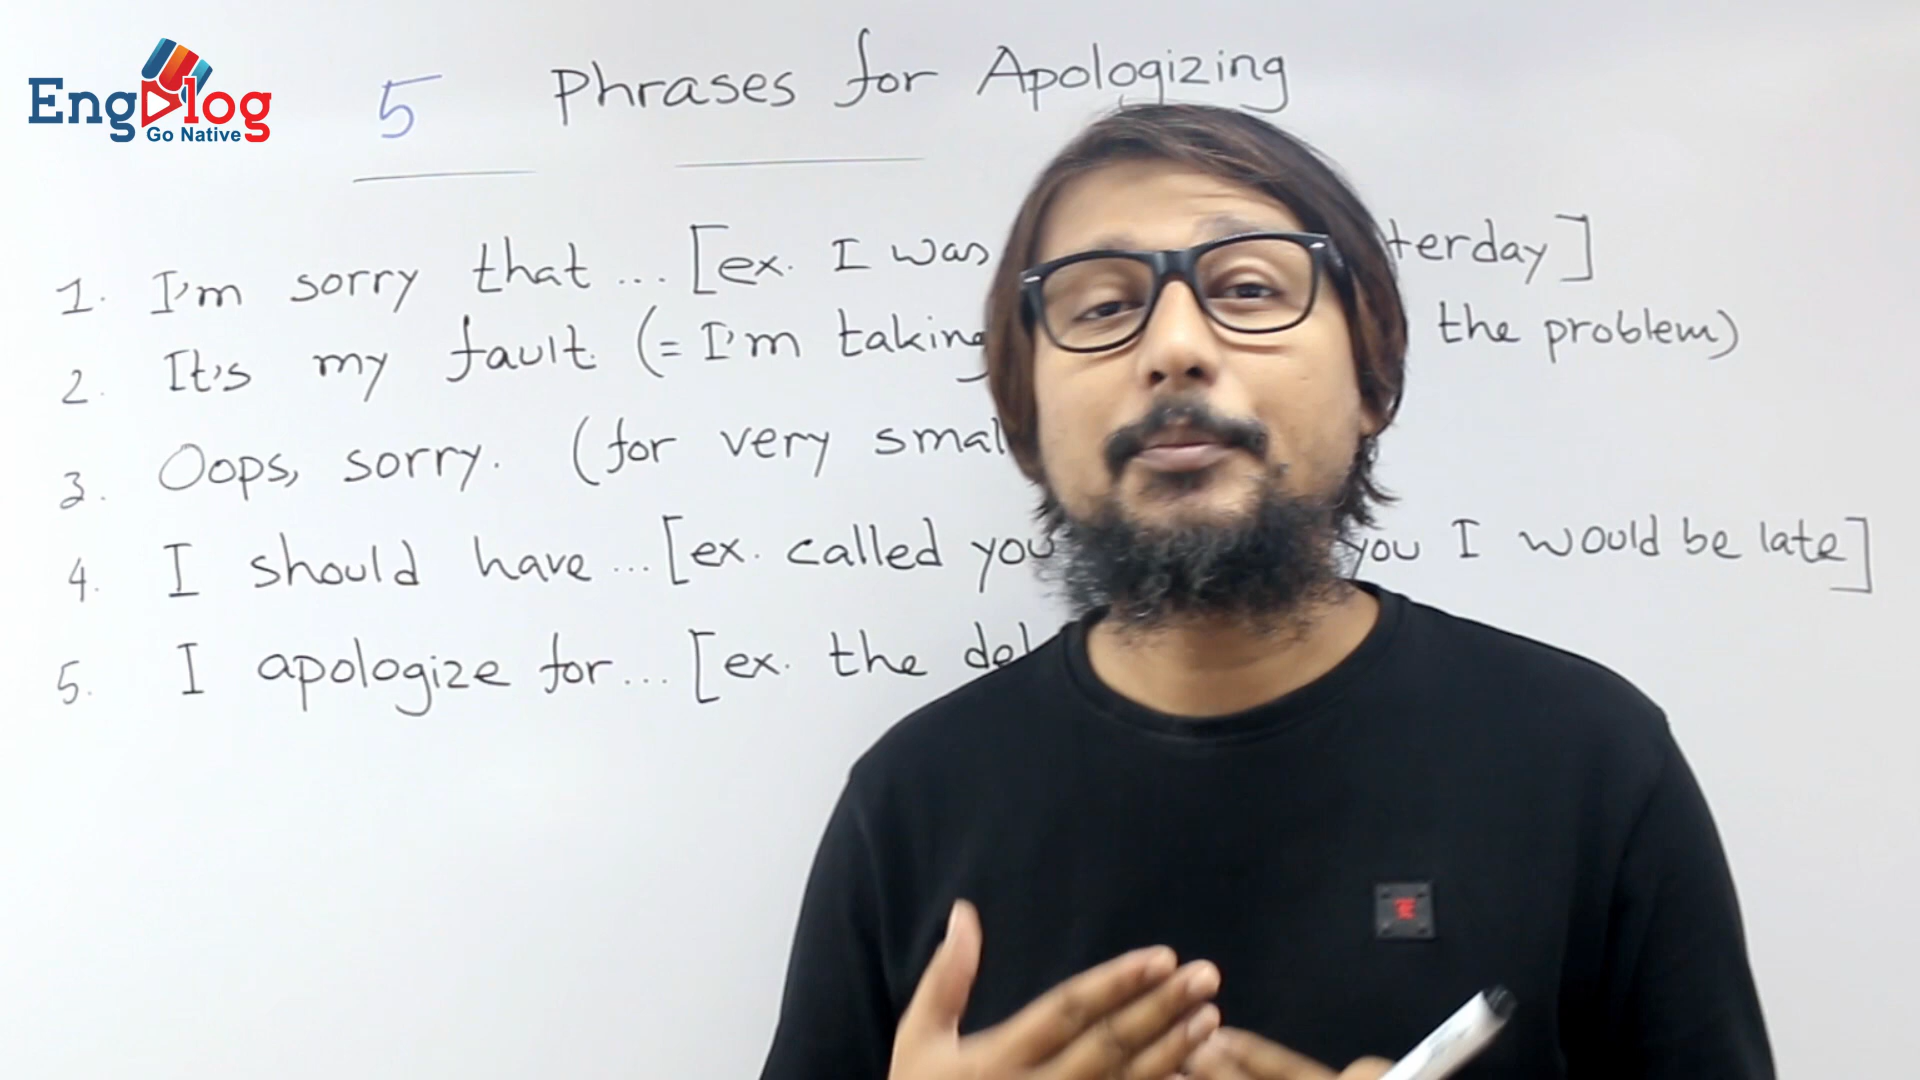 EngVlog
Go Native
5 Phrases for Apologizing
1. I'm sorry that ... [ex. I was terday]
2. It's my fault. (= I'm taking the problem)
3. Oops, sorry. (for very smal
4. I should have ... [ex. called you you I would be late]
5. I apologize for ... [ex. the del